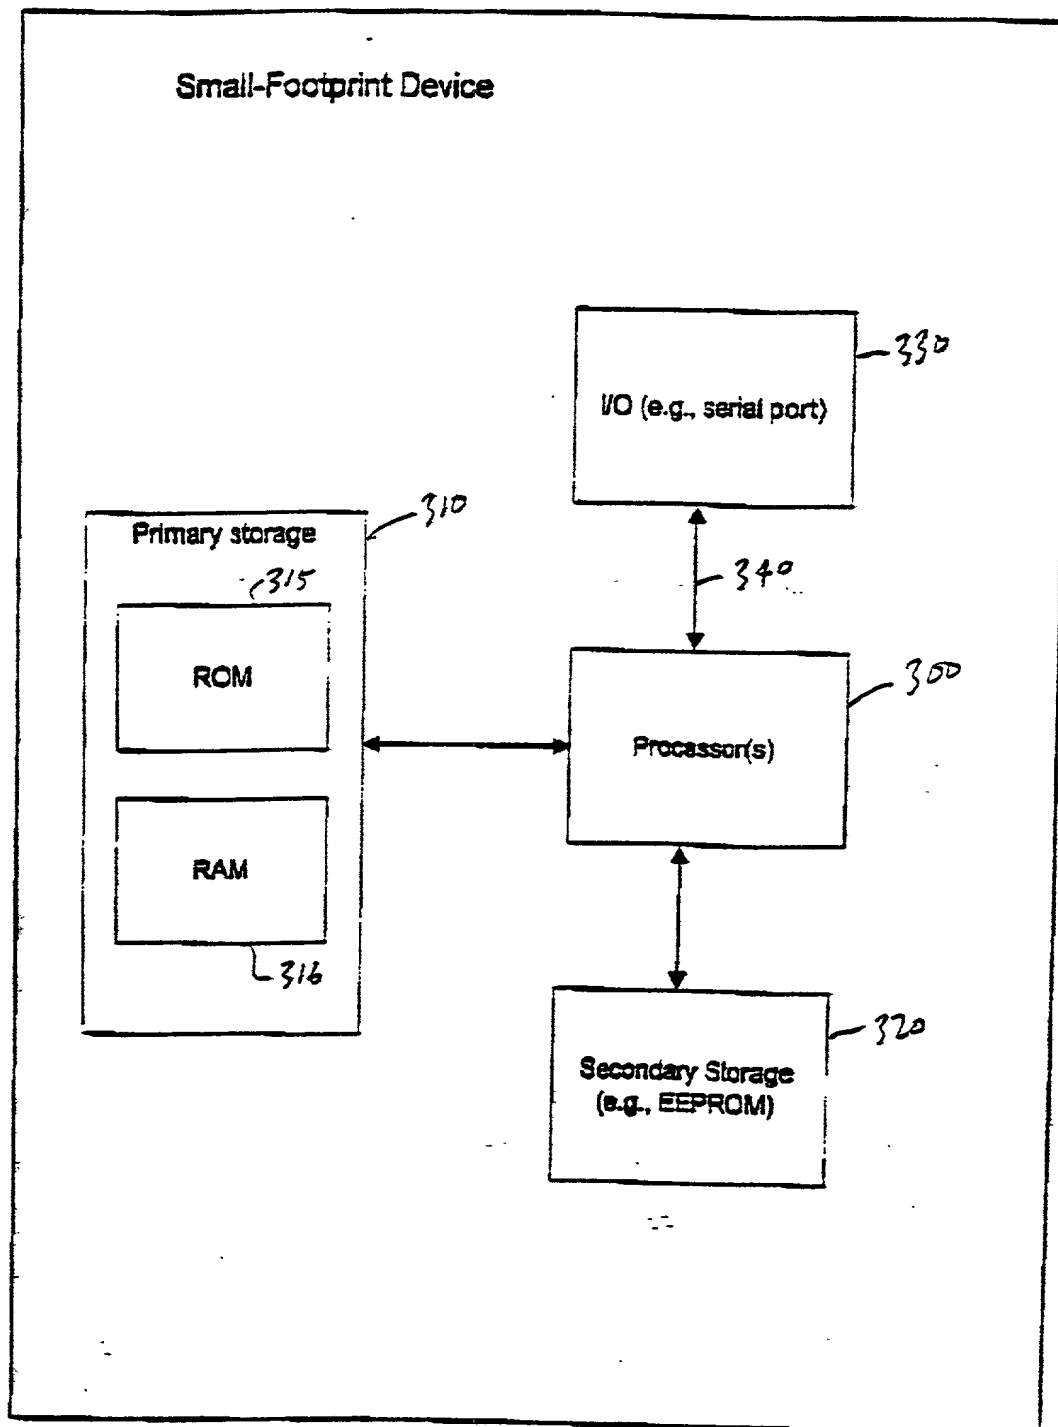 Small-Footprint Device
330
I/O (e.g., serial port)
310
Primary storage
315
340
ROM
300
Processor(s)
RAM
316
320
Secondary Storage
(e.g., EEPROM)